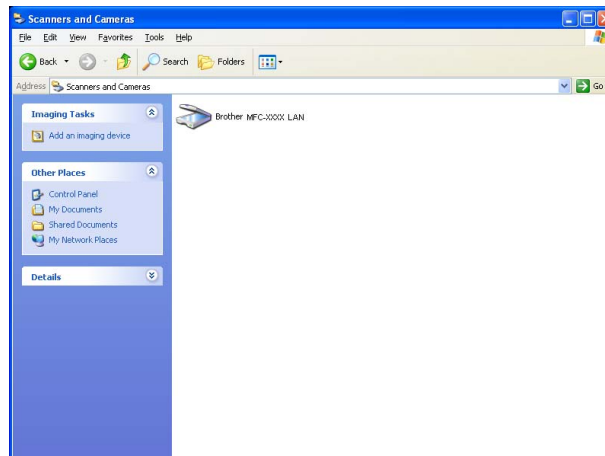 Scanners and Cameras
File Edit View Favorites Tools Help
Back Search Folders
Address Scanners and Cameras Go
Imaging Tasks
Add an imaging device
Other Places
Control Panel
My Documents
Shared Documents
My Network Places
Details
Brother MFC-XXXX LAN